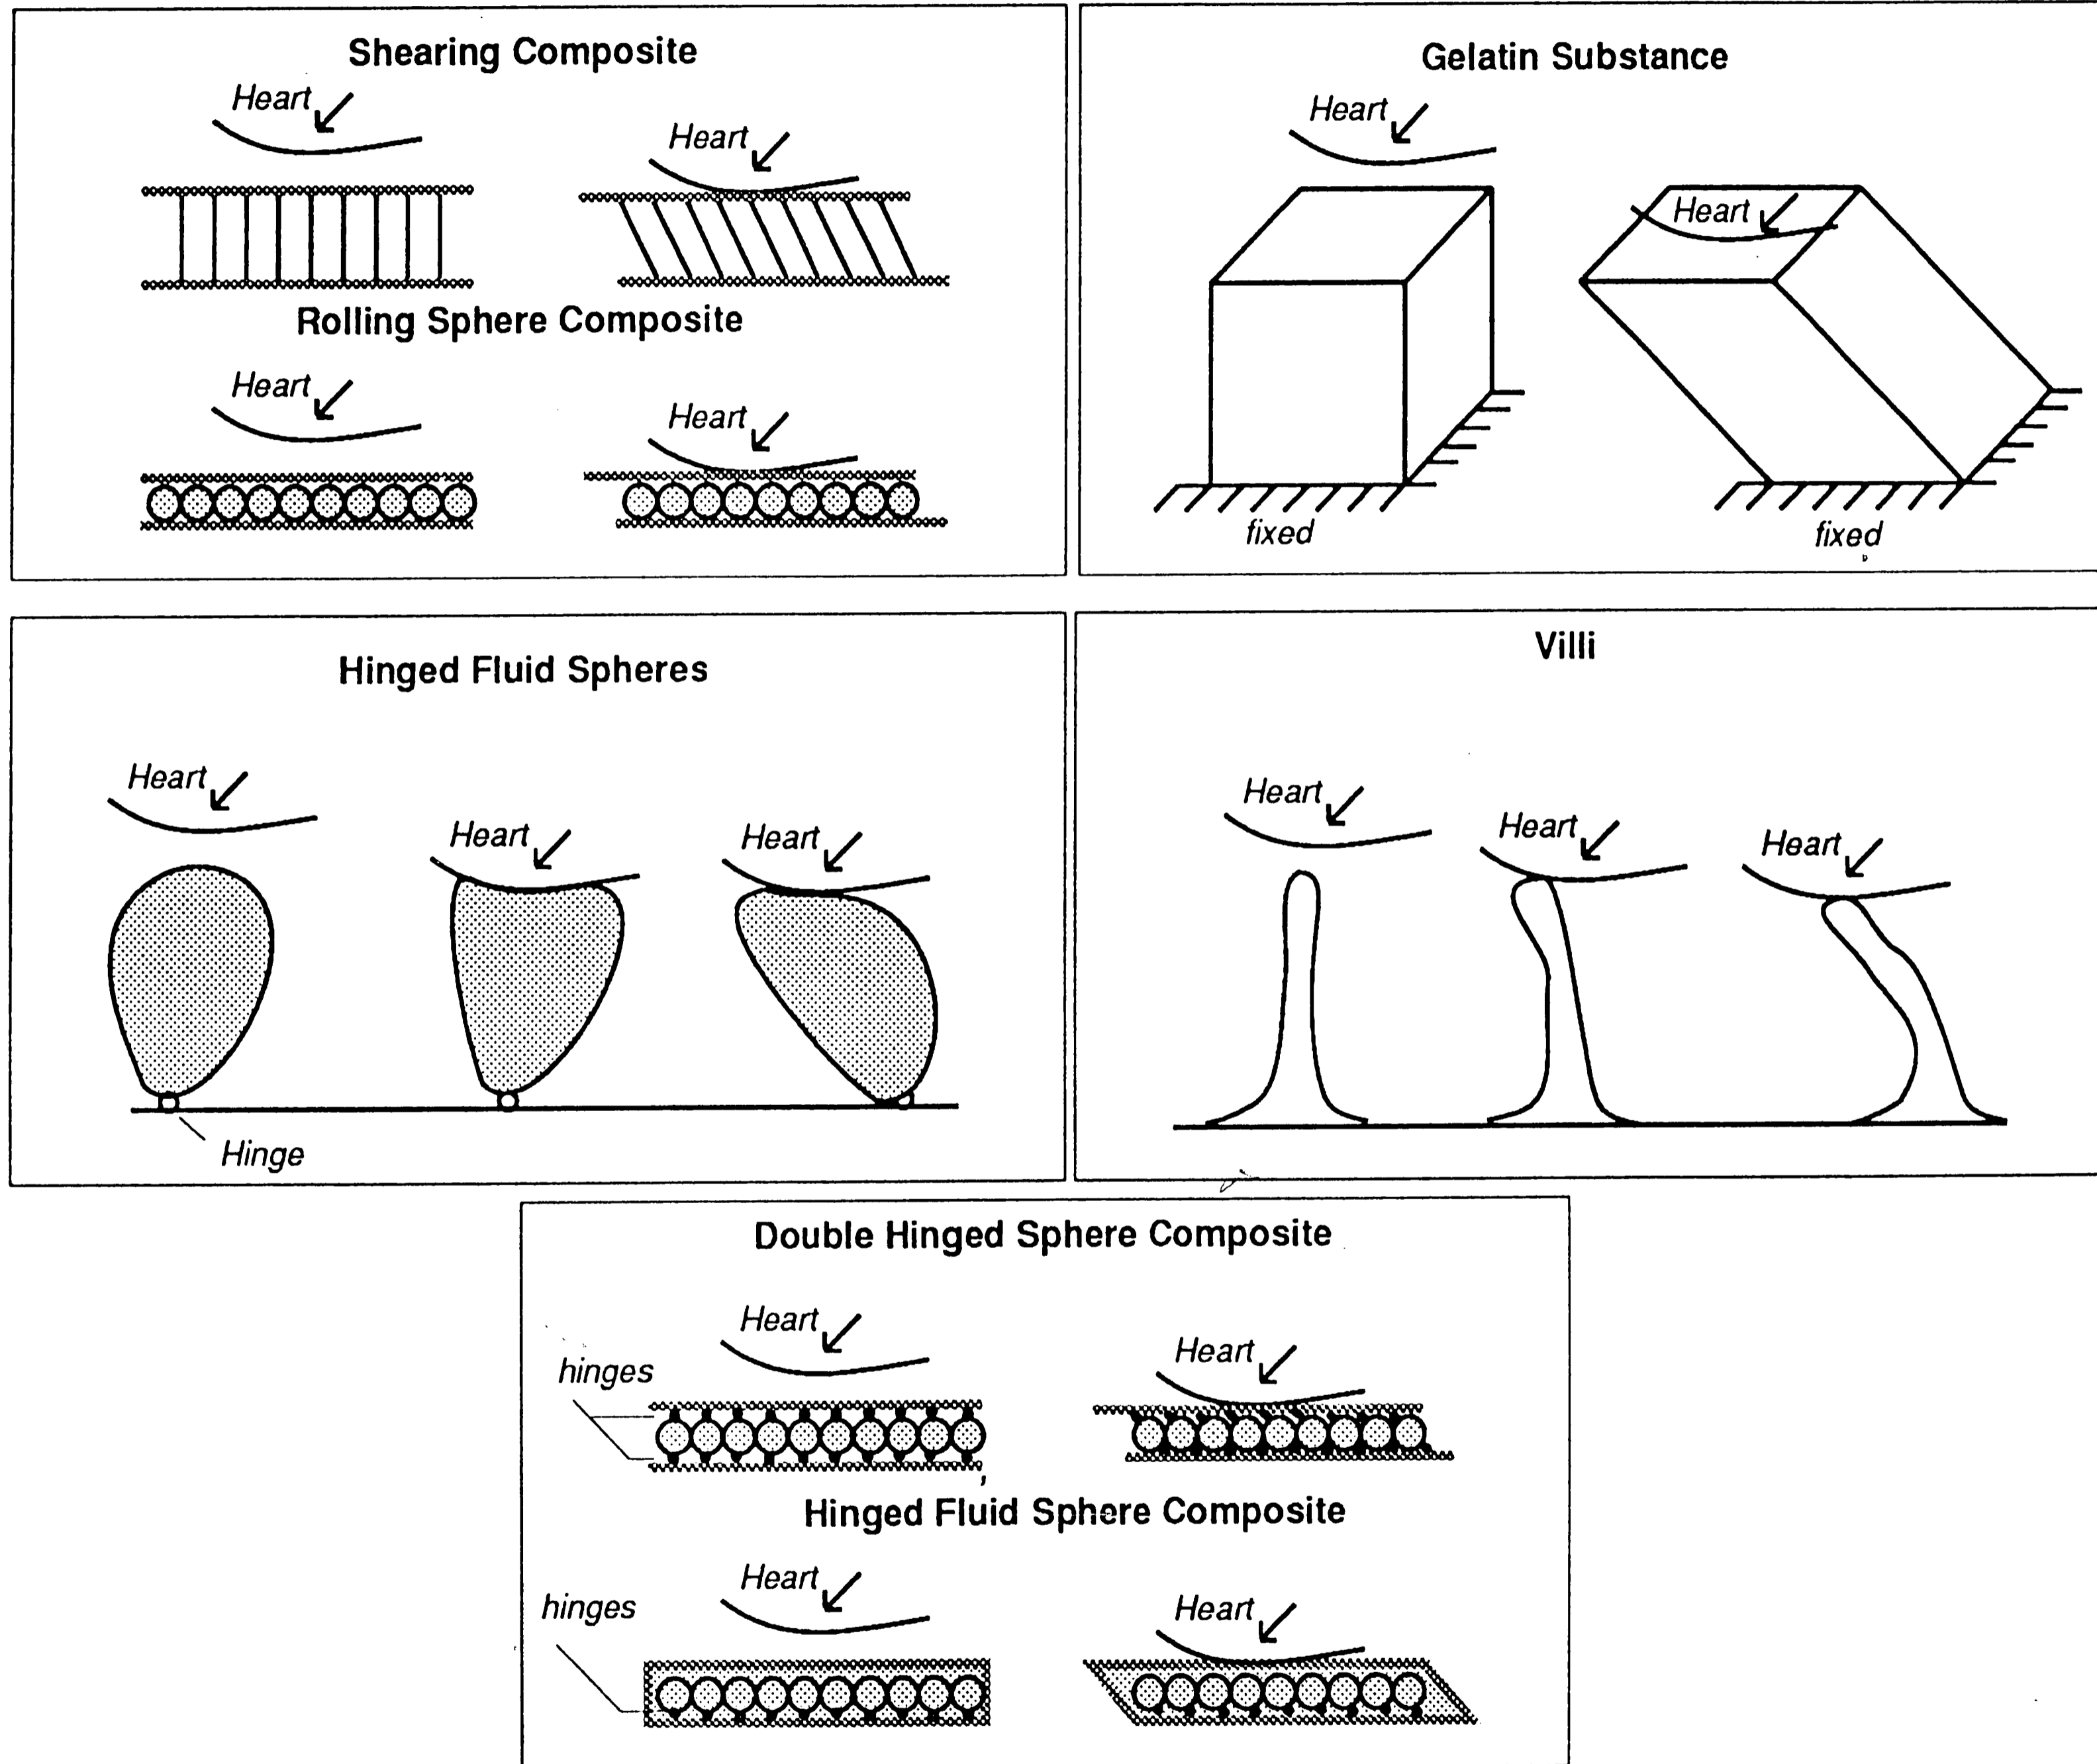 Shearing Composite
Heart
Heart
Rolling Sphere Composite
Heart
Heart
Gelatin Substance
Heart
Heart
fixed
fixed
Hinged Fluid Spheres
Heart
Heart
Heart
Hinge
Villi
Heart
Heart
Heart
Double Hinged Sphere Composite
Heart
Heart
hinges
Hinged Fluid Sphere Composite
Heart
Heart
hinges